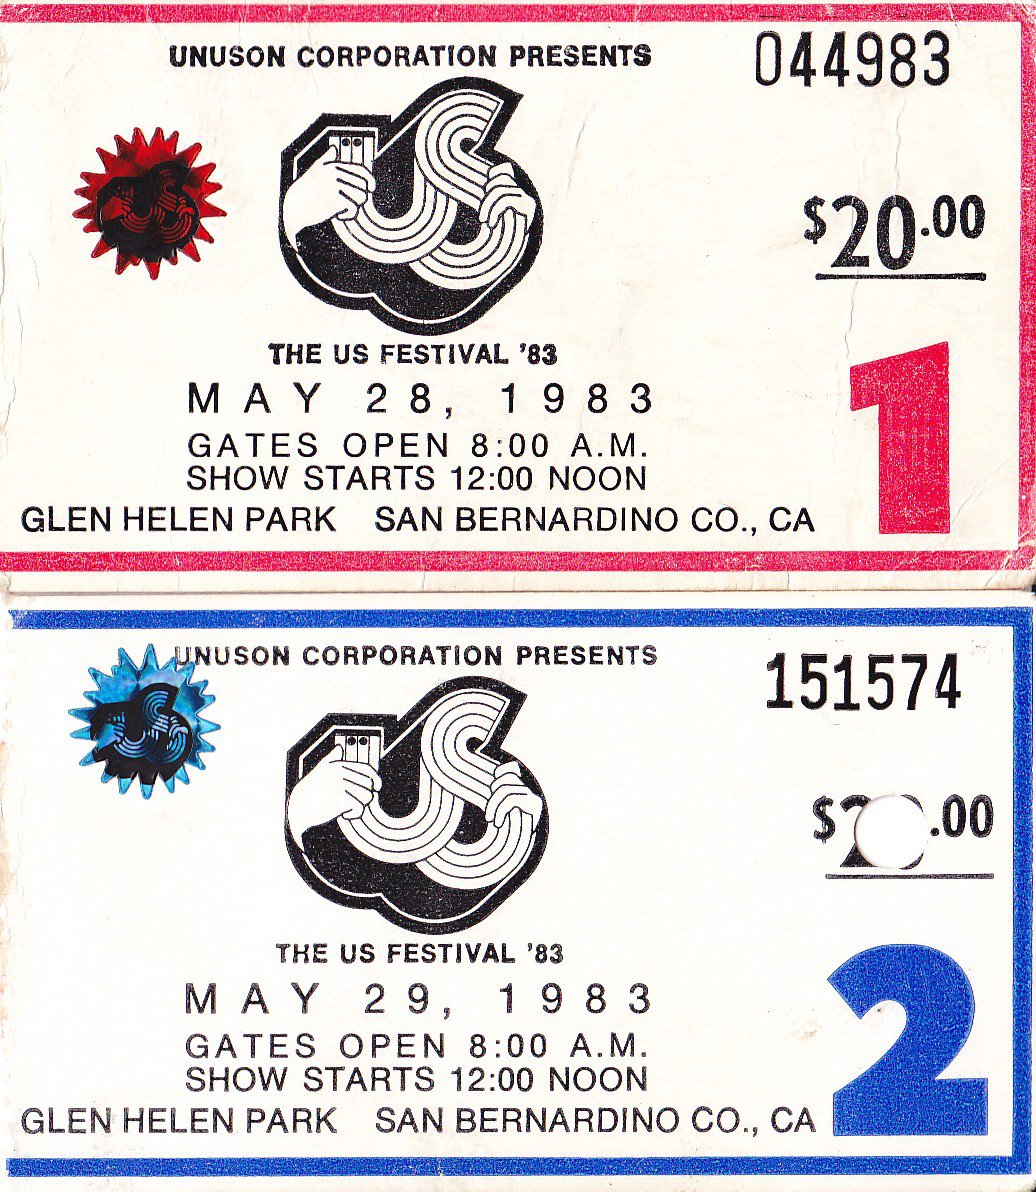 UNUSON CORPORATION PRESENTS
044983
US
$20.00
THE US FESTIVAL '83
MAY 28, 1983
GATES OPEN 8:00 A.M.
SHOW STARTS 12:00 NOON
GLEN HELEN PARK SAN BERNARDINO CO., CA
1
UNUSON CORPORATION PRESENTS
151574
US
.00
THE US FESTIVAL '83
MAY 29, 1983
GATES OPEN 8:00 A.M.
SHOW STARTS 12:00 NOON
GLEN HELEN PARK SAN BERNARDINO CO., CA
2